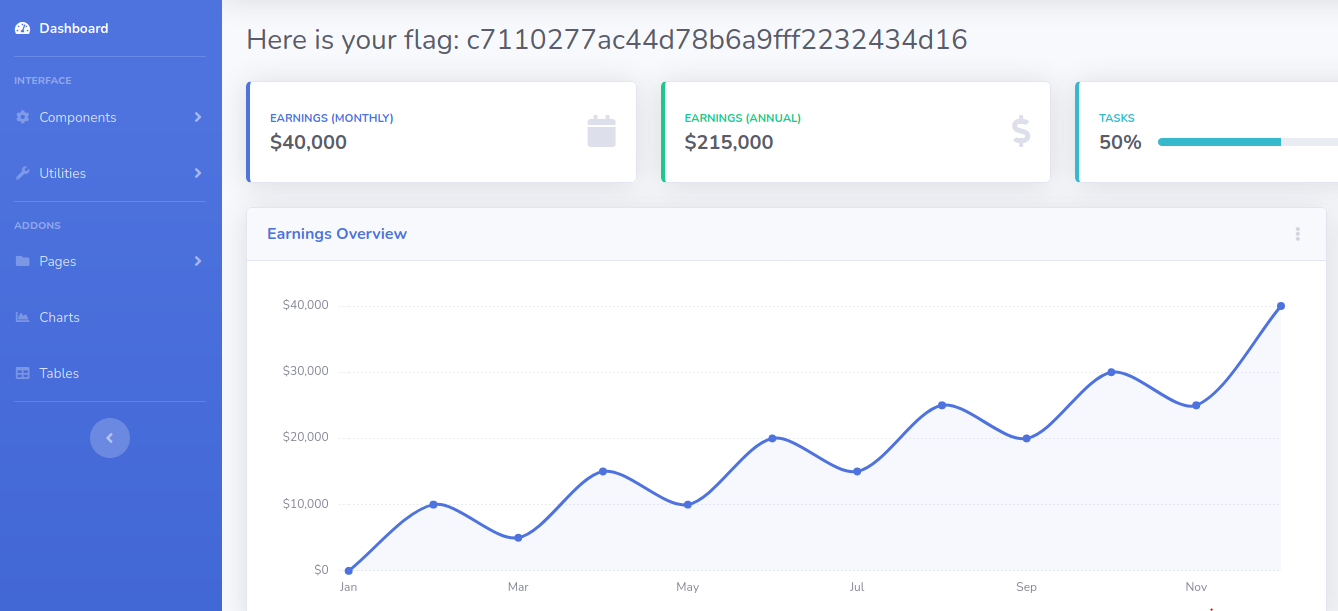 Dashboard
INTERFACE
Components
Utilities
ADDONS
Pages
Charts
Tables
Here is your flag: c7110277ac44d78b6a9fff2232434d16
EARNINGS (MONTHLY)
$40,000
EARNINGS (ANNUAL)
$215,000
TASKS
50%
Earnings Overview
$40,000
$30,000
$20,000
$10,000
$0
Jan Mar May Jul Sep Nov